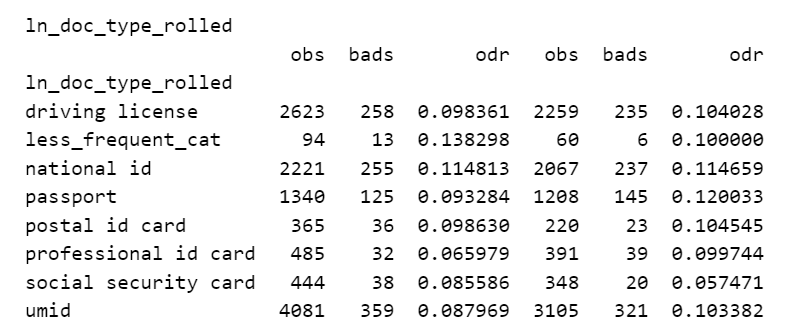 ln_doc_type_rolled
obs bads odr obs bads odr
ln_doc_type_rolled
driving license 2623 258 0.098361 2259 235 0.104028
less_frequent_cat 94 13 0.138298 60 6 0.100000
national id 2221 255 0.114813 2067 237 0.114659
passport 1340 125 0.093284 1208 145 0.120033
postal id card 365 36 0.098630 220 23 0.104545
professional id card 485 32 0.065979 391 39 0.099744
social security card 444 38 0.085586 348 20 0.057471
umid 4081 359 0.087969 3105 321 0.103382